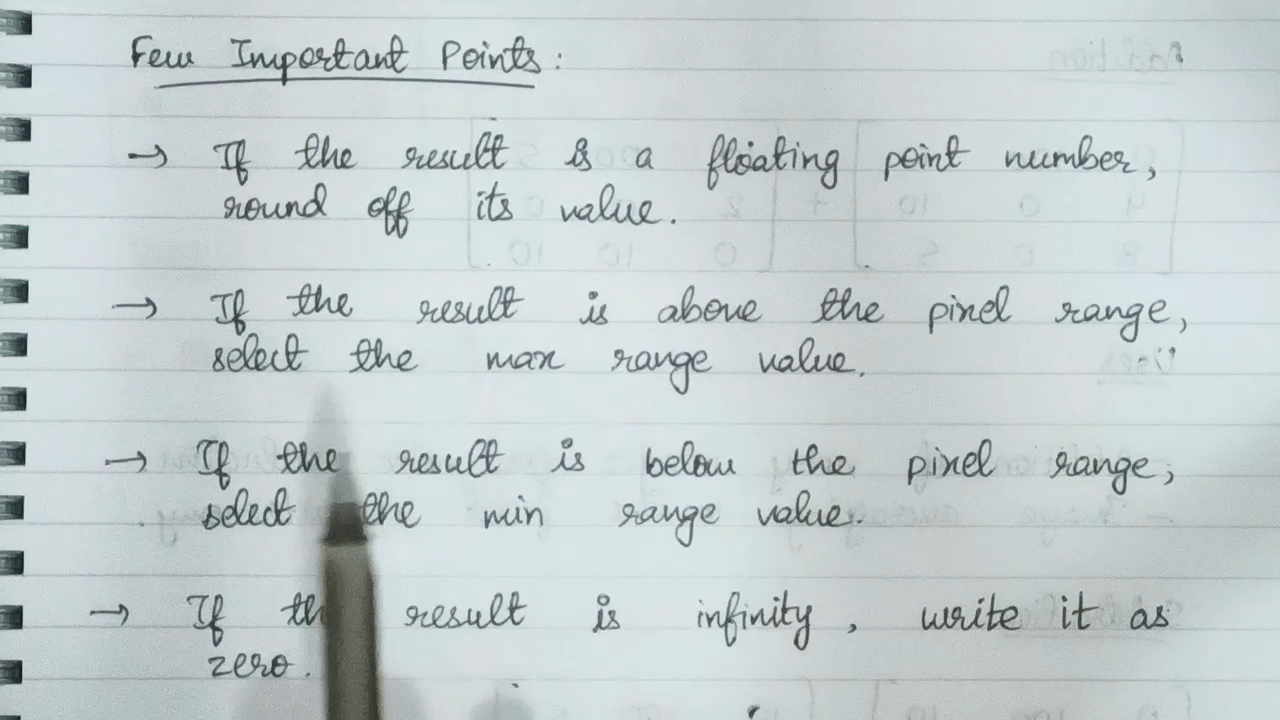 Few Important Points:
→ If the result is a floating point number,
round off its value.
→ If the result is above the pixel range,
select the max range value.
→ If the result is below the pixel range,
select the min range value.
→ If the result is infinity, write it as
zero.